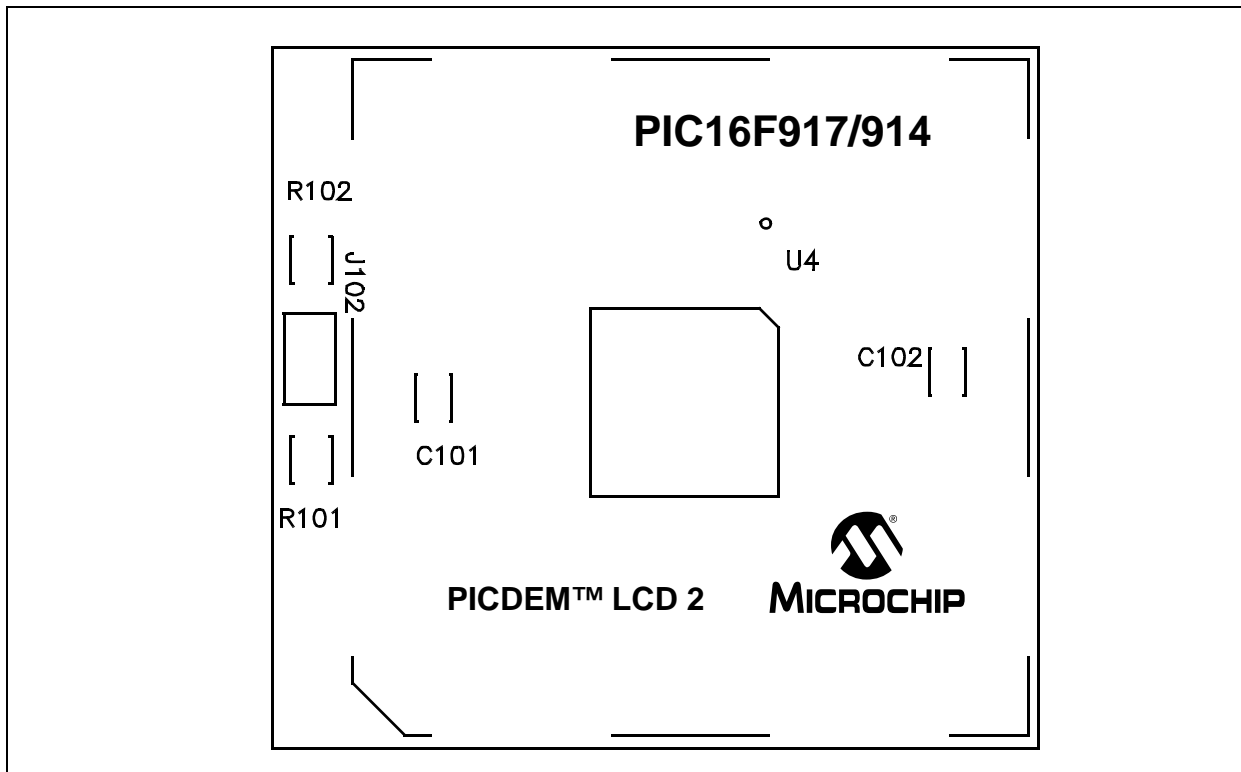 PIC16F917/914
R102
J102
U4
C102
C101
R101
PICDEM™ LCD 2
MICROCHIP
®